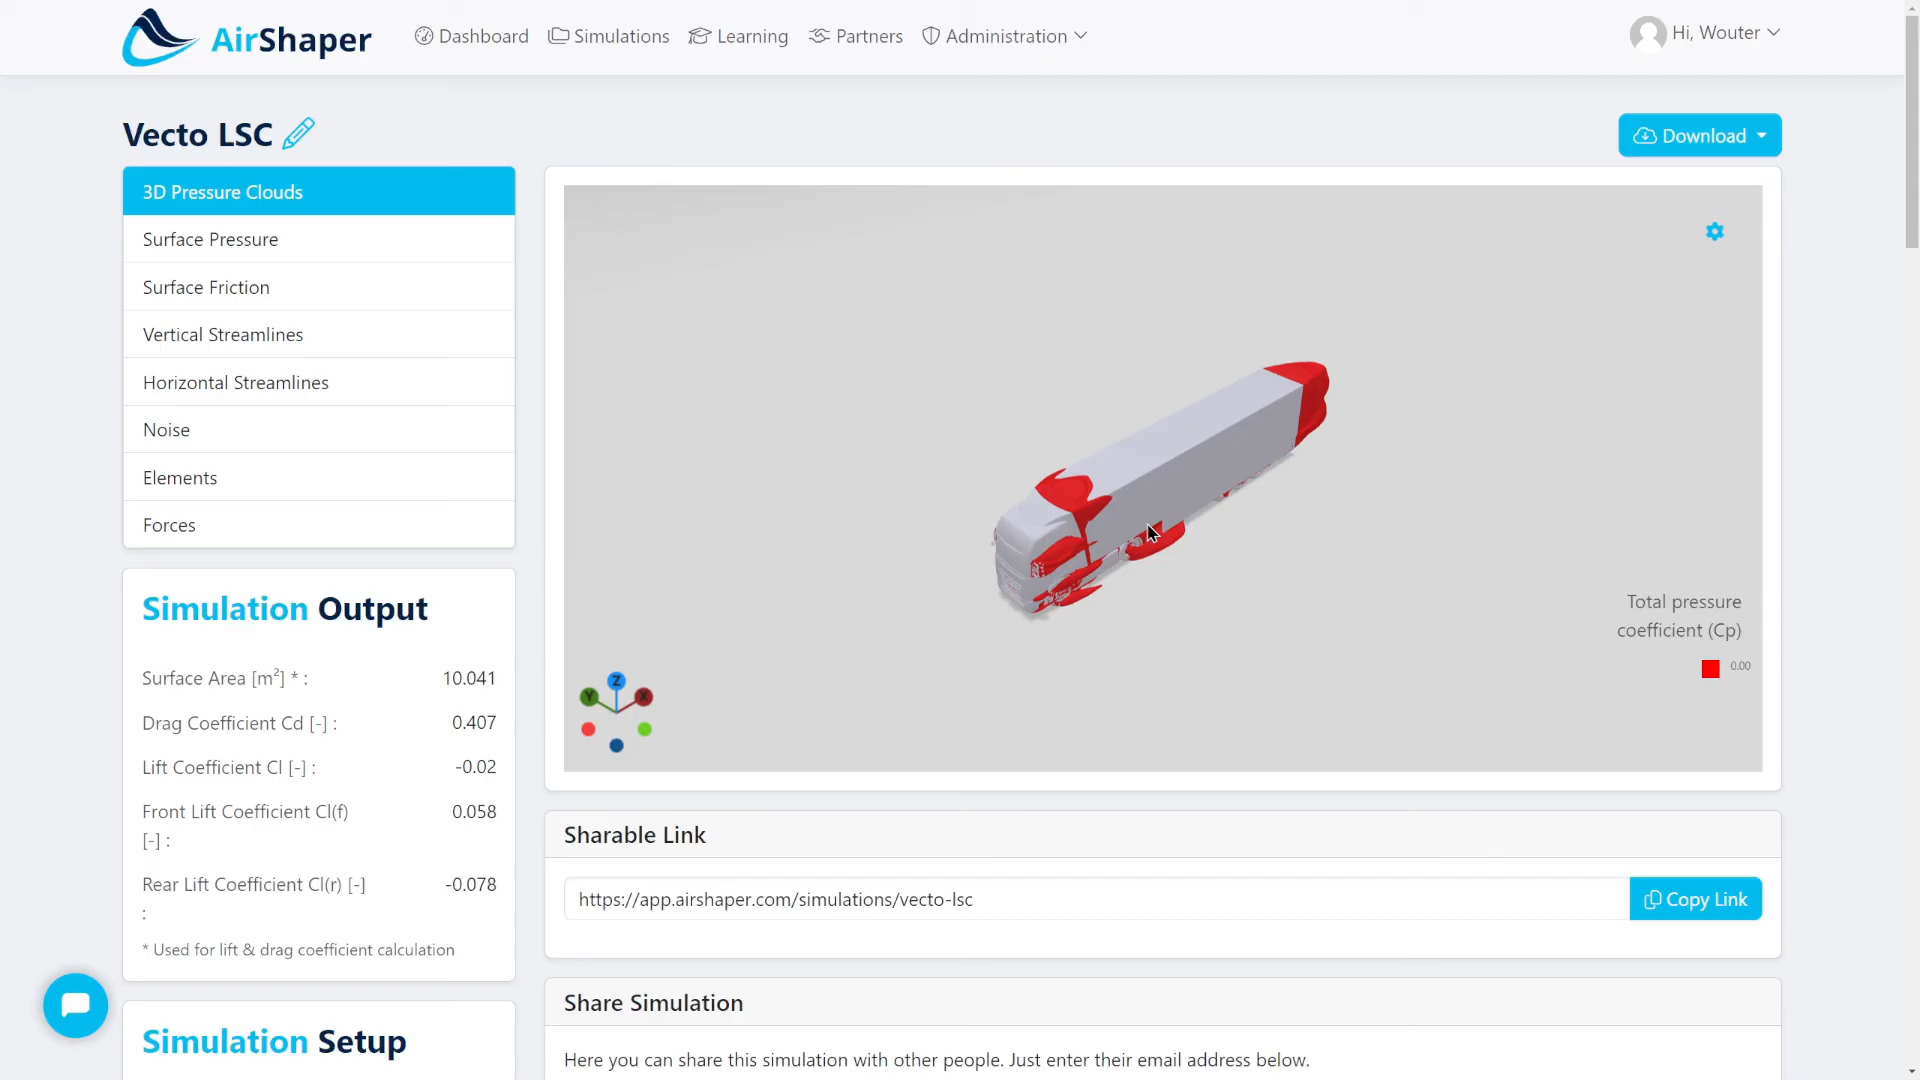 AirShaper
Dashboard
Simulations
Learning
Partners
Administration
Hi, Wouter
Vecto LSC
Download
3D Pressure Clouds
Surface Pressure
Surface Friction
Vertical Streamlines
Horizontal Streamlines
Noise
Elements
Forces
Total pressure
coefficient (Cp)
0.00
Z
Y
X
Simulation Output
Surface Area [m²] * : 10.041
Drag Coefficient Cd [-] : 0.407
Lift Coefficient Cl [-] : -0.02
Front Lift Coefficient Cl(f) 0.058
[-] :
Rear Lift Coefficient Cl(r) [-] -0.078
:
* Used for lift & drag coefficient calculation
Simulation Setup
Sharable Link
https://app.airshaper.com/simulations/vecto-lsc
Copy Link
Share Simulation
Here you can share this simulation with other people. Just enter their email address below.